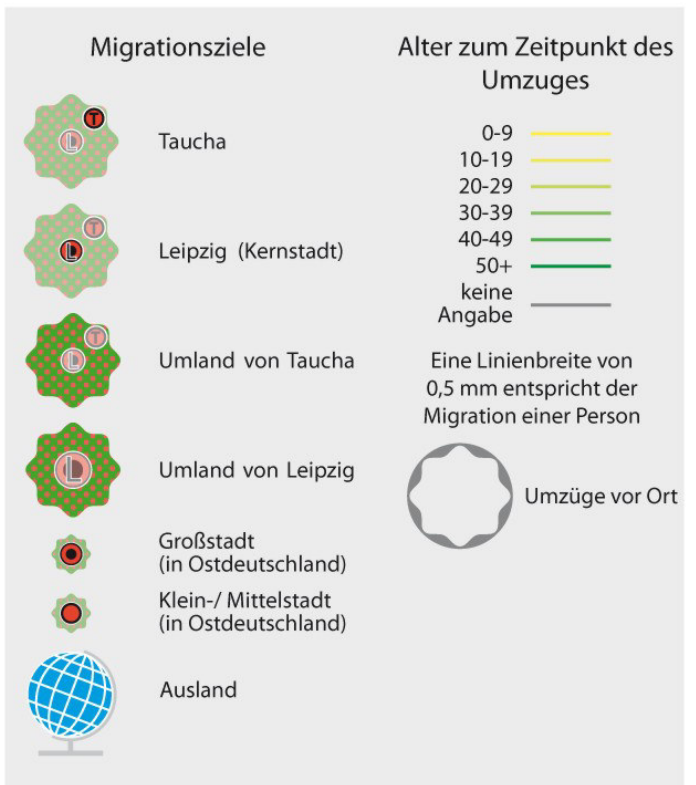 Migrationsziele
T
L
Taucha
T
L
Leipzig (Kernstadt)
T
L
Umland von Taucha
L
Umland von Leipzig
Großstadt
(in Ostdeutschland)
Klein-/ Mittelstadt
(in Ostdeutschland)
Ausland
Alter zum Zeitpunkt des
Umzuges
0-9
10-19
20-29
30-39
40-49
50+
keine
Angabe
Eine Linienbreite von
0,5 mm entspricht der
Migration einer Person
Umzüge vor Ort